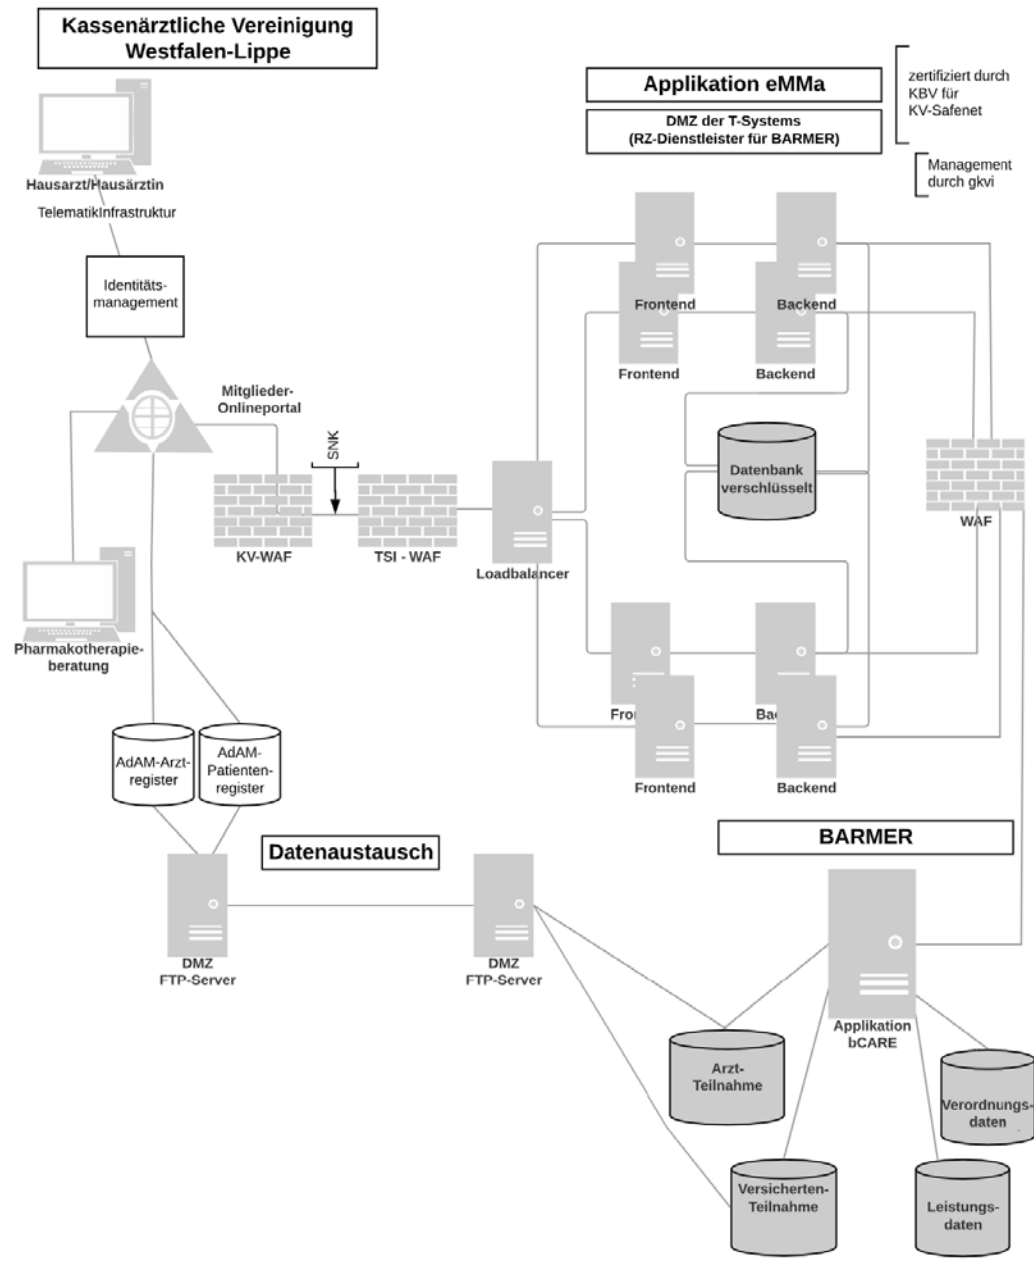 Kassenärztliche Vereinigung
Westfalen-Lippe
Applikation eMMa
DMZ der T-Systems
(RZ-Dienstleister für BARMER)
zertifiziert durch
KBV für
KV-Safenet
Management
durch gkvi
Hausarzt/Hausärztin
TelematikInfrastruktur
Identitäts-
management
Mitglieder-
Onlineportal
SNK
KV-WAF
TSI - WAF
Loadbalancer
Frontend
Backend
Frontend
Backend
Datenbank
verschlüsselt
WAF
Pharmakotherapie-
beratung
Fro
Ba
Frontend
Backend
AdAM-Arzt-
register
AdAM-
Patienten-
register
Datenaustausch
BARMER
DMZ
FTP-Server
DMZ
FTP-Server
Applikation
bCARE
Arzt-
Teilnahme
Verordnungs-
daten
Versicherten-
Teilnahme
Leistungs-
daten